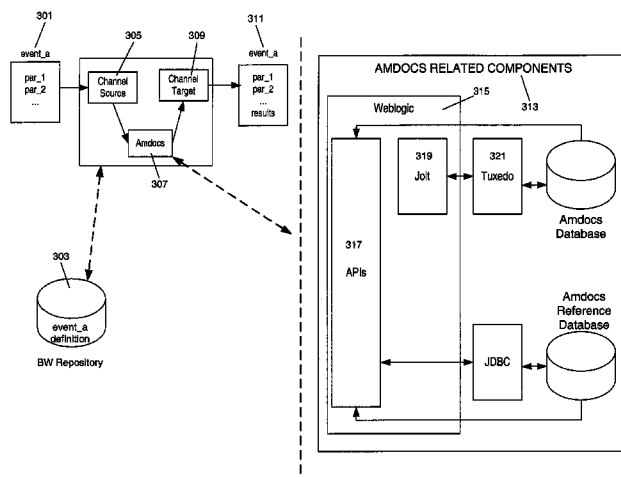 301
event_a
par_1
par_2
...
305
Channel
Source
309
Channel
Target
Amdocs
307
311
event_a
par_1
par_2
...
results
303
event_a
definition
BW Repository
AMDOCS RELATED COMPONENTS
313
Weblogic
315
317
APIs
319
Jolt
321
Tuxedo
Amdocs
Database
JDBC
Amdocs
Reference
Database